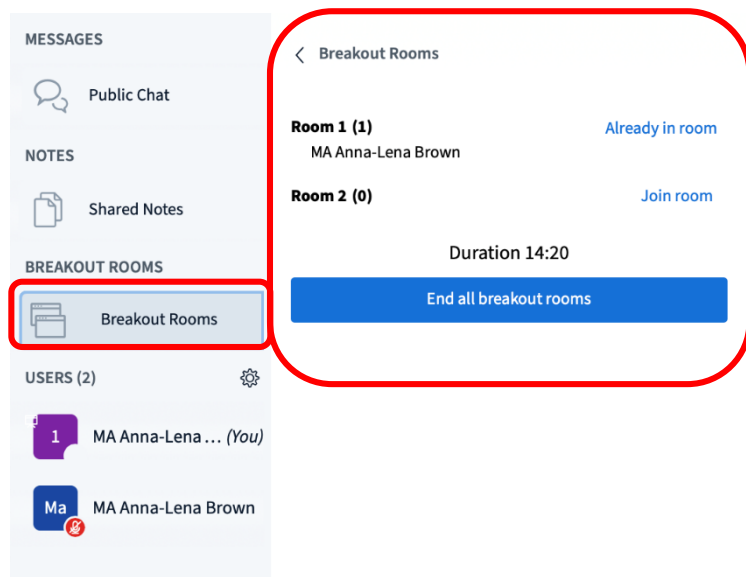 MESSAGES
Public Chat
NOTES
Shared Notes
BREAKOUT ROOMS
Breakout Rooms
USERS (2)
1 MA Anna-Lena ... (You)
Ma MA Anna-Lena Brown
Breakout Rooms
Room 1 (1) Already in room
MA Anna-Lena Brown
Room 2 (0) Join room
Duration 14:20
End all breakout rooms